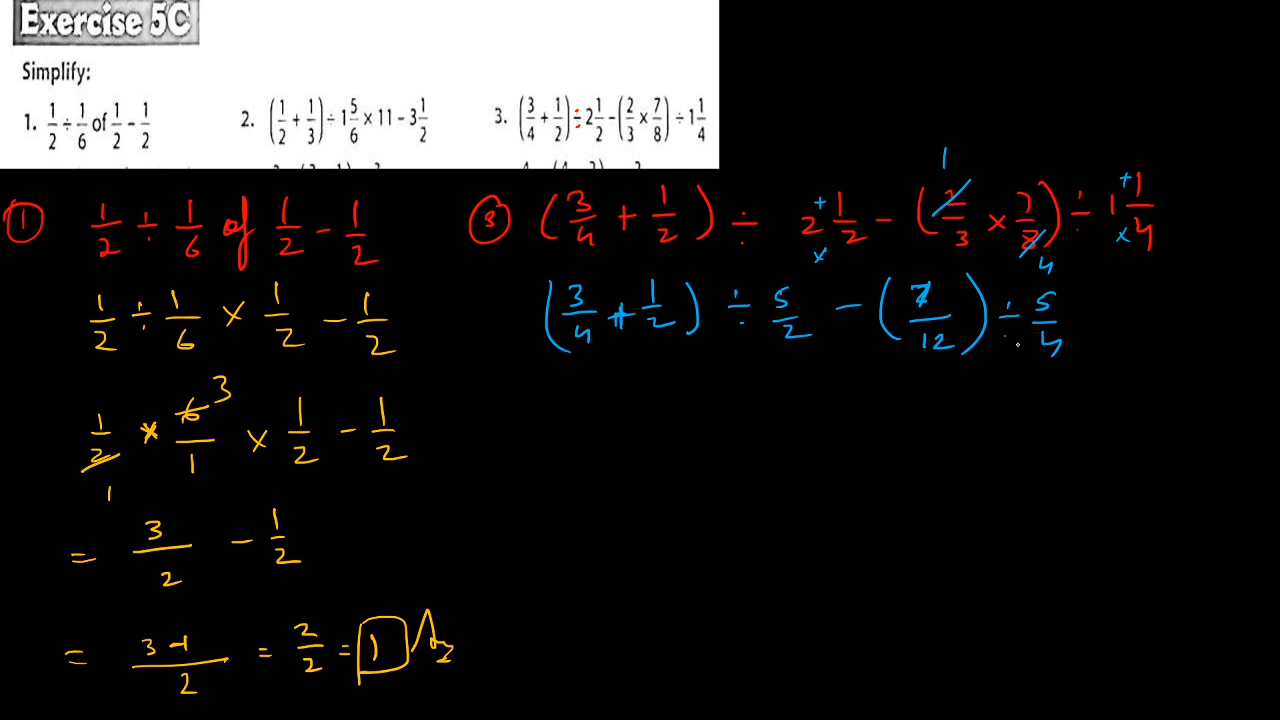 Exercise 5C
Simplify:
1. 1/2 ÷ 1/6 of 1/2 − 1/2
2. (1/2 + 1/3) ÷ 1 5/6 × 11 − 3 1/2
3. (3/4 + 1/2) ÷ 2 1/2 − (2/3 × 7/8) ÷ 1 1/4
① 1/2 ÷ 1/6 of 1/2 − 1/2
1/2 ÷ 1/6 × 1/2 − 1/2
1/2 × 6/1 × 1/2 − 1/2
3
1
= 3/2 − 1/2
= 3-1/2 = 2/2 = 1 Ans
③ (3/4 + 1/2) ÷ 2 1/2 − (2/3 × 7/8) ÷ 1 1/4
1
4
+ ×
+ ×
(3/4 + 1/2) ÷ 5/2 − (7/12) ÷ 5/4